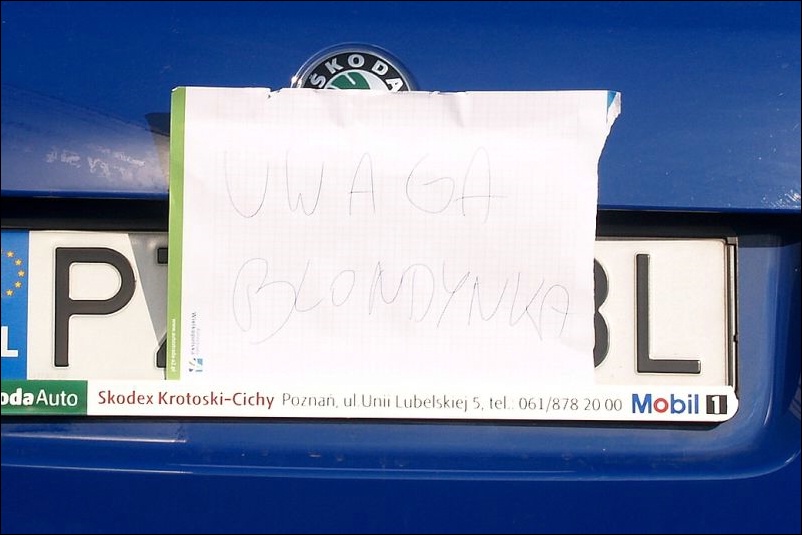 ŠKODA
UWAGA
BLONDYNKA
P
BL
L
odaAuto Skodex Krotoski-Cichy Poznań, ul.Unii Lubelskiej 5, tel.: 061/878 20 00 Mobil 1